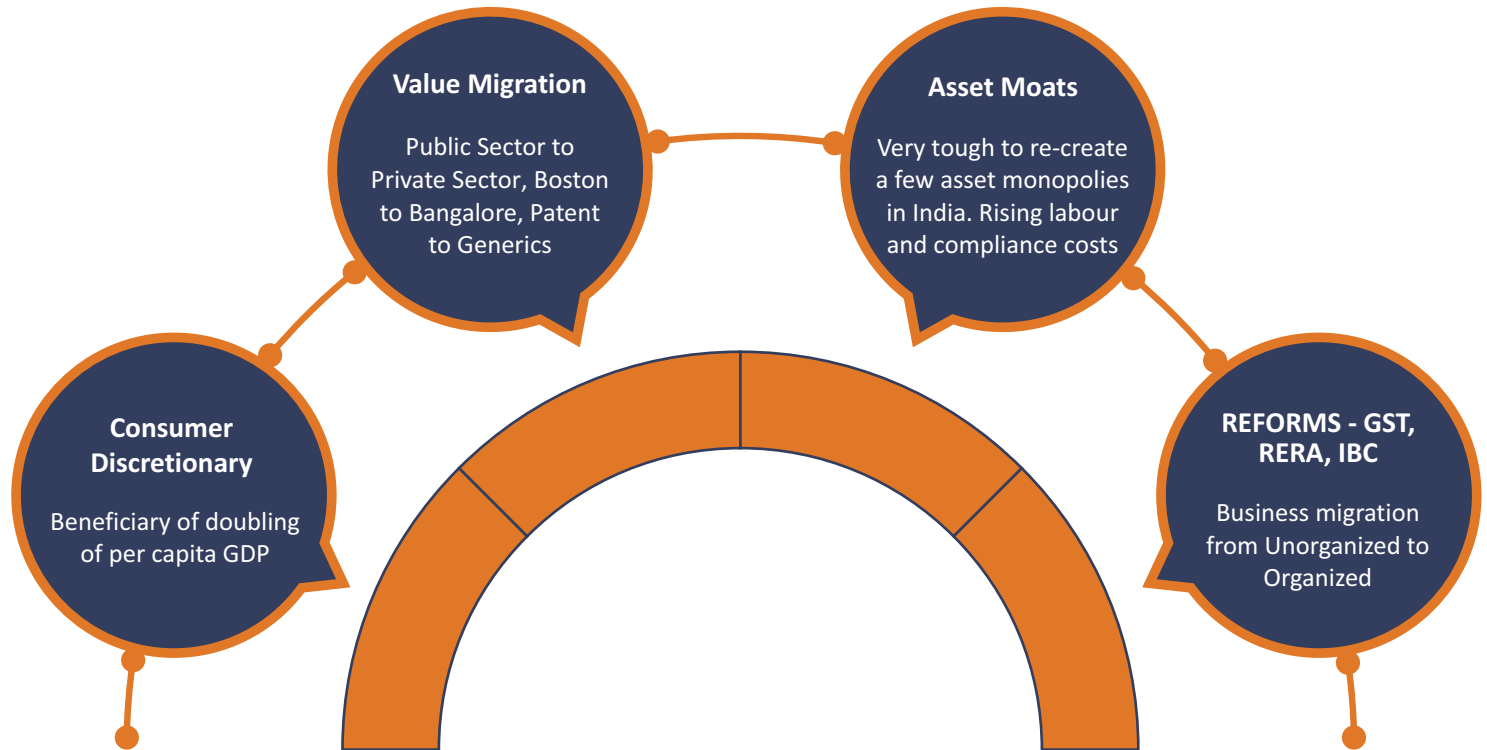 Value Migration
Public Sector to
Private Sector, Boston
to Bangalore, Patent
to Generics
Asset Moats
Very tough to re-create
a few asset monopolies
in India. Rising labour
and compliance costs
Consumer
Discretionary
Beneficiary of doubling
of per capita GDP
REFORMS - GST,
RERA, IBC
Business migration
from Unorganized to
Organized